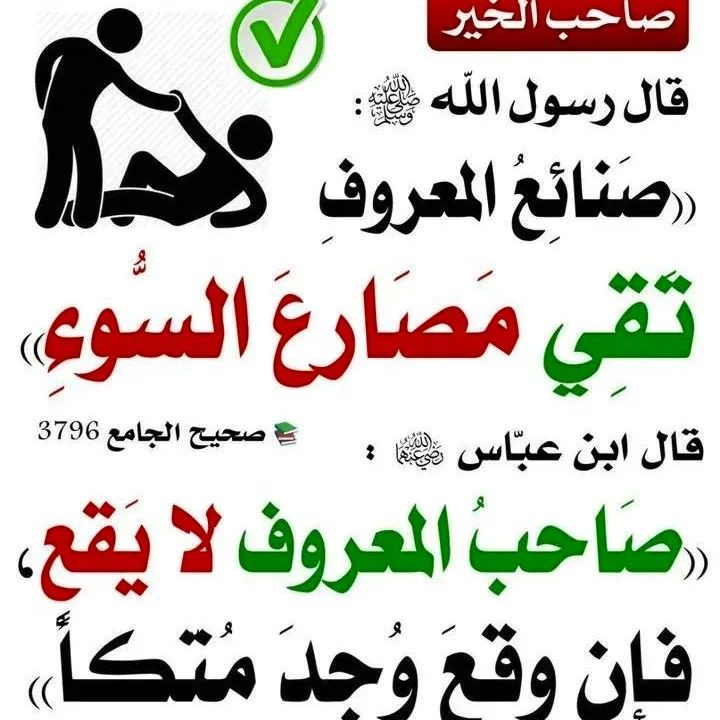 صاحب الخير
قال رسول الله ﷺ :
((صَنائِعُ المعروفِ
تَقِي مَصَارِعَ السُّوءِ))
صحيح الجامع 3796
قال ابن عبّاس رضي الله عنهما :
((صَاحبُ المعروف لا يَقع،
فإن وقعَ وُجدَ مُتكأً))